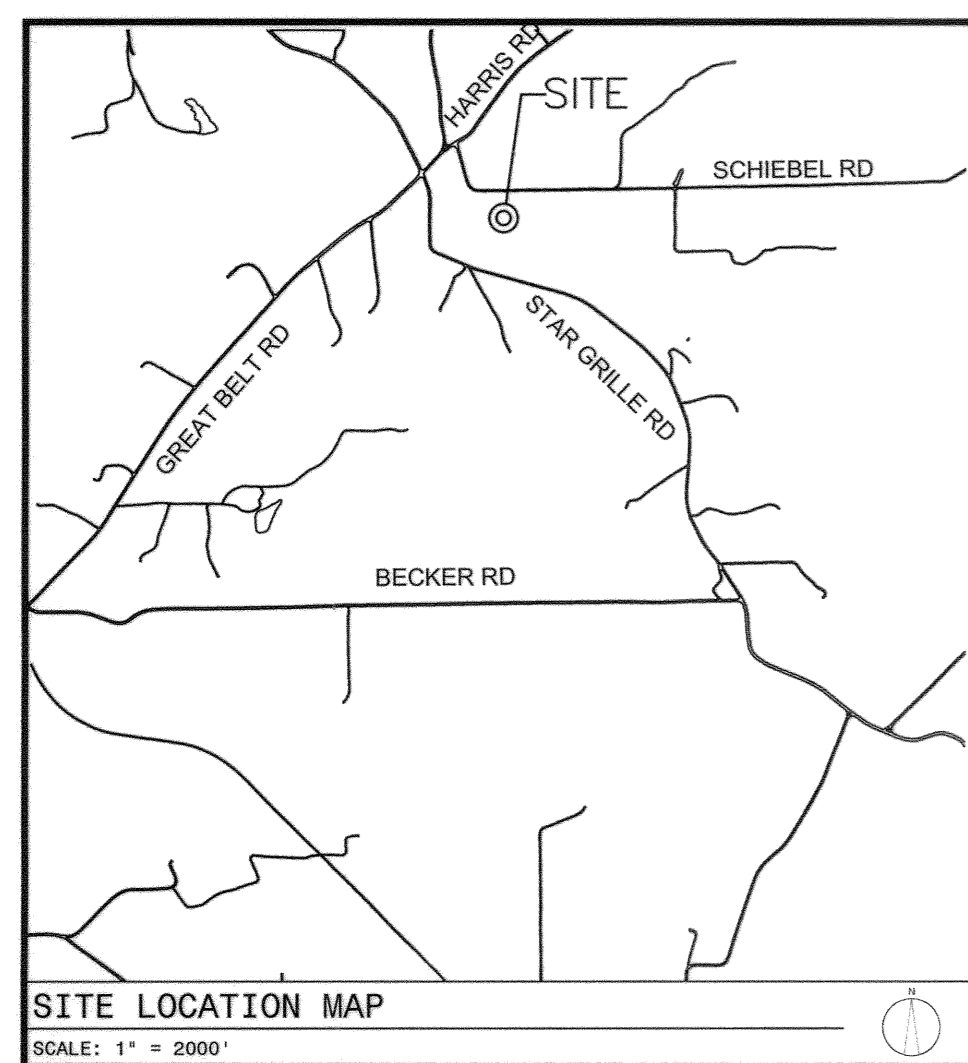 HARRIS RD
SITE
SCHIEBEL RD
STAR GRILLE RD
GREAT BELT RD
BECKER RD
SITE LOCATION MAP
N
SCALE: 1" = 2000'